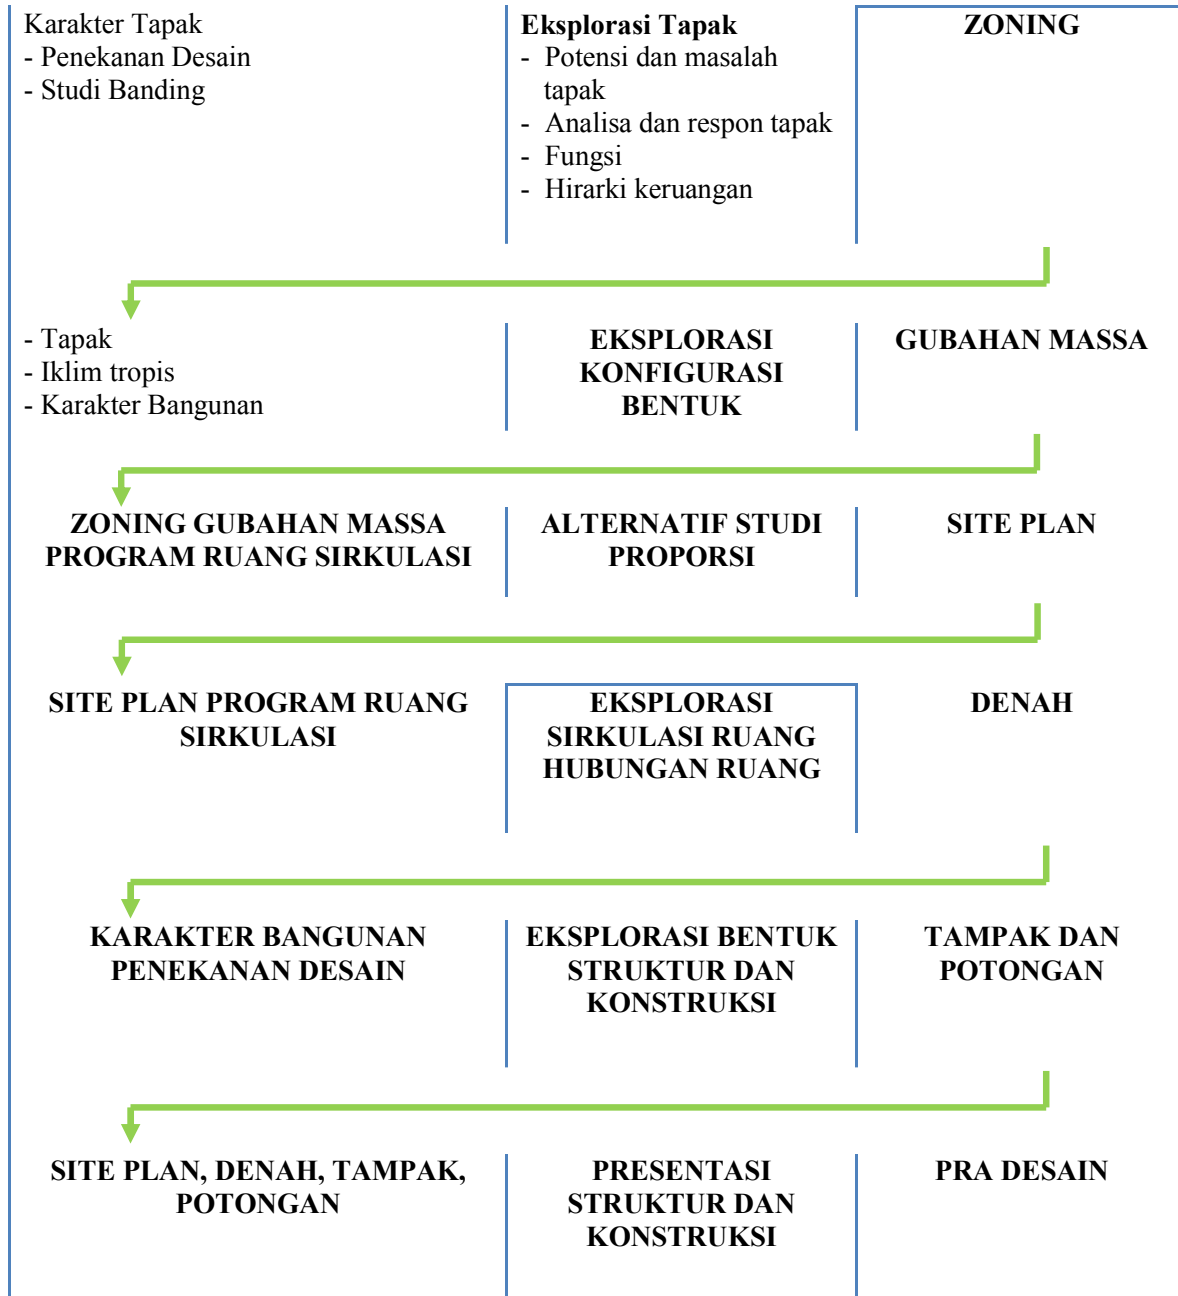 Karakter Tapak
- Penekanan Desain
- Studi Banding
Eksplorasi Tapak
- Potensi dan masalah
tapak
- Analisa dan respon tapak
- Fungsi
- Hirarki keruangan
ZONING
- Tapak
- Iklim tropis
- Karakter Bangunan
EKSPLORASI
KONFIGURASI
BENTUK
GUBAHAN MASSA
ZONING GUBAHAN MASSA
PROGRAM RUANG SIRKULASI
ALTERNATIF STUDI
PROPORSI
SITE PLAN
SITE PLAN PROGRAM RUANG
SIRKULASI
EKSPLORASI
SIRKULASI RUANG
HUBUNGAN RUANG
DENAH
KARAKTER BANGUNAN
PENEKANAN DESAIN
EKSPLORASI BENTUK
STRUKTUR DAN
KONSTRUKSI
TAMPAK DAN
POTONGAN
SITE PLAN, DENAH, TAMPAK,
POTONGAN
PRESENTASI
STRUKTUR DAN
KONSTRUKSI
PRA DESAIN